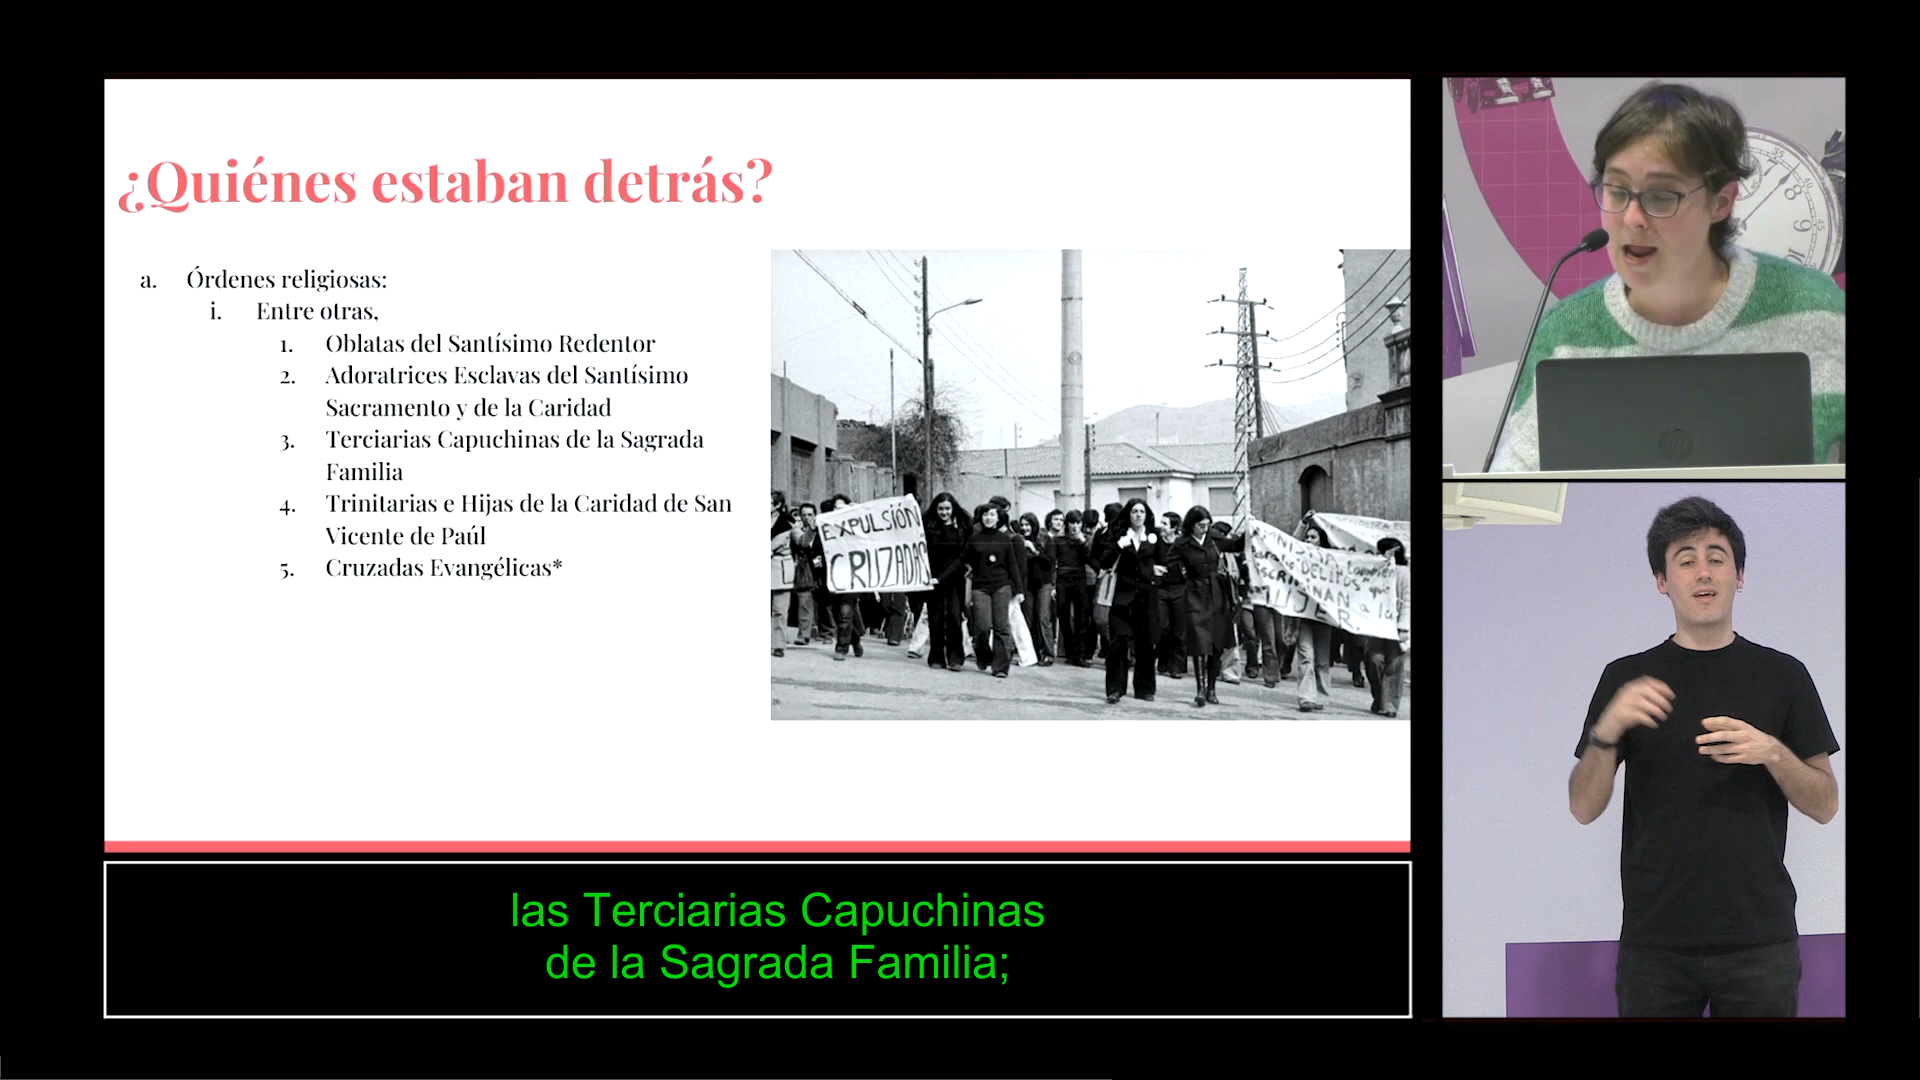 ¿Quiénes estaban detrás?
a. Órdenes religiosas:
i. Entre otras,
1. Oblatas del Santísimo Redentor
2. Adoratrices Esclavas del Santísimo
Sacramento y de la Caridad
3. Terciarias Capuchinas de la Sagrada
Familia
4. Trinitarias e Hijas de la Caridad de San
Vicente de Paúl
5. Cruzadas Evangélicas*
EXPULSIÓN
CRUZADAS
DELITOS que
a la
las Terciarias Capuchinas
de la Sagrada Familia;